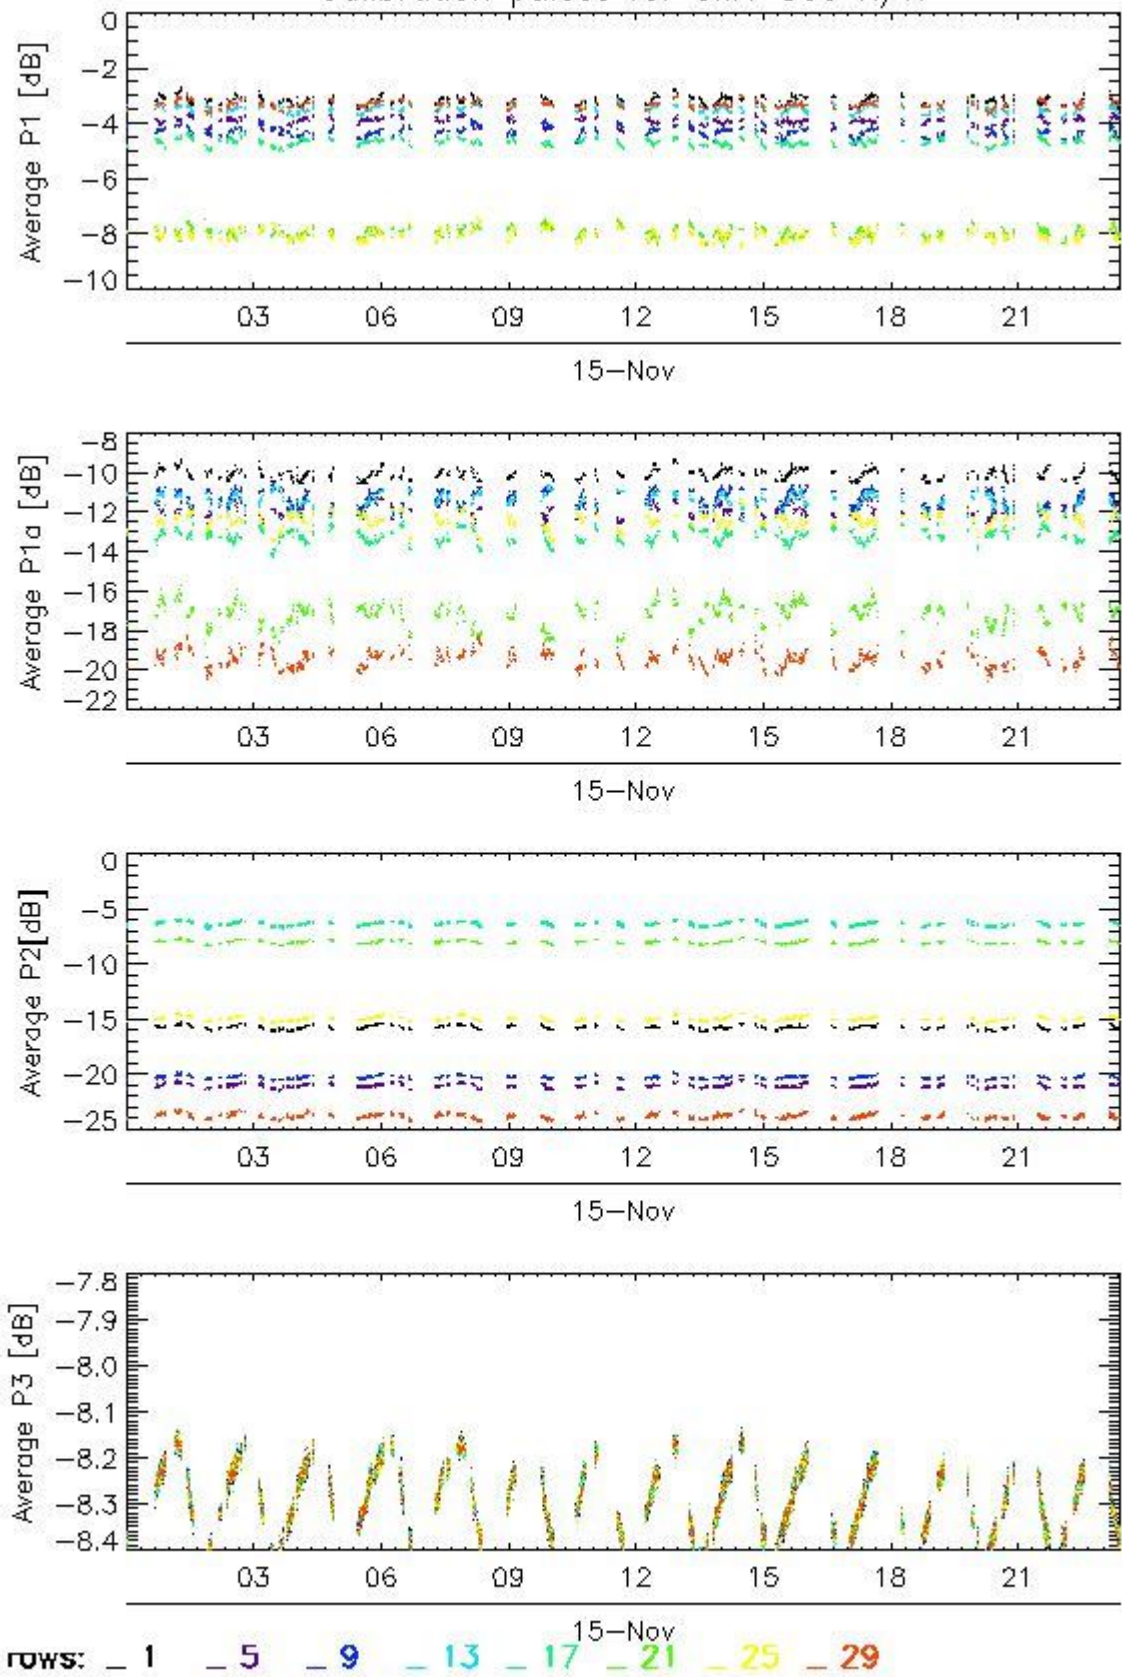 Average P1 [dB]
0
−2
−4
−6
−8
−10
03 06 09 12 15 18 21
15−Nov
Average P1a [dB]
−8
−10
−12
−14
−16
−18
−20
−22
03 06 09 12 15 18 21
15−Nov
Average P2[dB]
0
−5
−10
−15
−20
−25
03 06 09 12 15 18 21
15−Nov
Average P3 [dB]
−7.8
−7.9
−8.0
−8.1
−8.2
−8.3
−8.4
03 06 09 12 15 18 21
15−Nov
rows: _ 1 _ 5 _ 9 _ 13 _ 17 _ 21 _ 25 _ 29